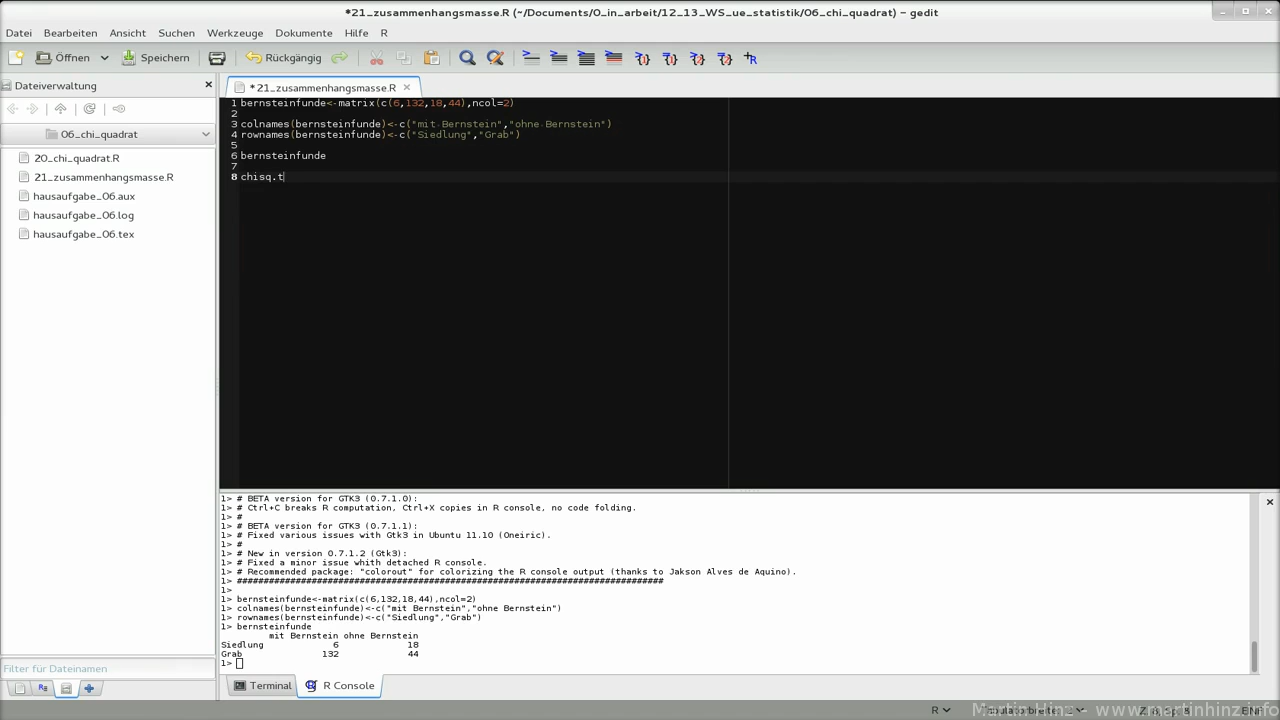 *21_zusammenhangsmasse.R (~/Documents/0_in_arbeit/12_13_WS_ue_statistik/06_chi_quadrat) – gedit
Datei Bearbeiten Ansicht Suchen Werkzeuge Dokumente Hilfe R
Öffnen Speichern Rückgängig
Dateiverwaltung
*21_zusammenhangsmasse.R
06_chi_quadrat
20_chi_quadrat.R
21_zusammenhangsmasse.R
hausaufgabe_06.aux
hausaufgabe_06.log
hausaufgabe_06.tex
Filter für Dateinamen
1 bernsteinfunde<-matrix(c(6,132,18,44),ncol=2)
2
3 colnames(bernsteinfunde)<-c("mit·Bernstein","ohne·Bernstein")
4 rownames(bernsteinfunde)<-c("Siedlung","Grab")
5
6 bernsteinfunde
7
8 chisq.t
1> # BETA version for GTK3 (0.7.1.0):
1> # Ctrl+C breaks R computation, Ctrl+X copies in R console, no code folding.
1> #
1> # BETA version for GTK3 (0.7.1.1):
1> # Fixed various issues with Gtk3 in Ubuntu 11.10 (Oneiric).
1> #
1> # New in version 0.7.1.2 (Gtk3):
1> # Fixed a minor issue whith detached R console.
1> # Recommended package: "colorout" for colorizing the R console output (thanks to Jakson Alves de Aquino).
1> ################################################################################
1>
1> bernsteinfunde<-matrix(c(6,132,18,44),ncol=2)
1> colnames(bernsteinfunde)<-c("mit Bernstein","ohne Bernstein")
1> rownames(bernsteinfunde)<-c("Siedlung","Grab")
1> bernsteinfunde
mit Bernstein ohne Bernstein
Siedlung 6 18
Grab 132 44
1>
Terminal R Console
R
Martin Hinz - www.martinhinz.info